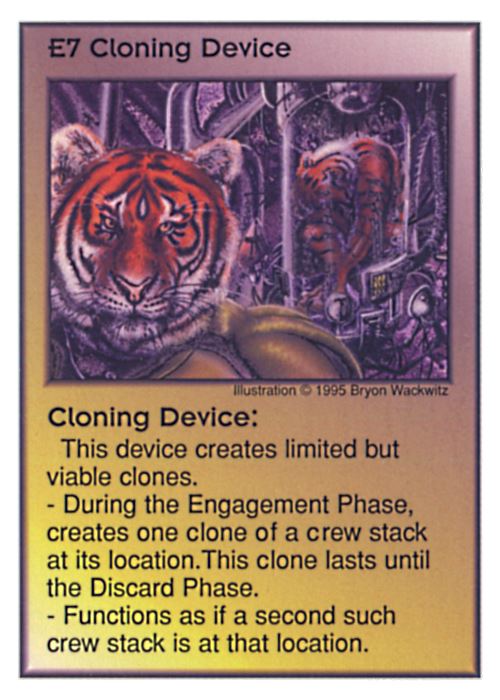 E7 Cloning Device
Illustration © 1995 Bryon Wackwitz
Cloning Device:
This device creates limited but
viable clones.
- During the Engagement Phase,
creates one clone of a crew stack
at its location.This clone lasts until
the Discard Phase.
- Functions as if a second such
crew stack is at that location.